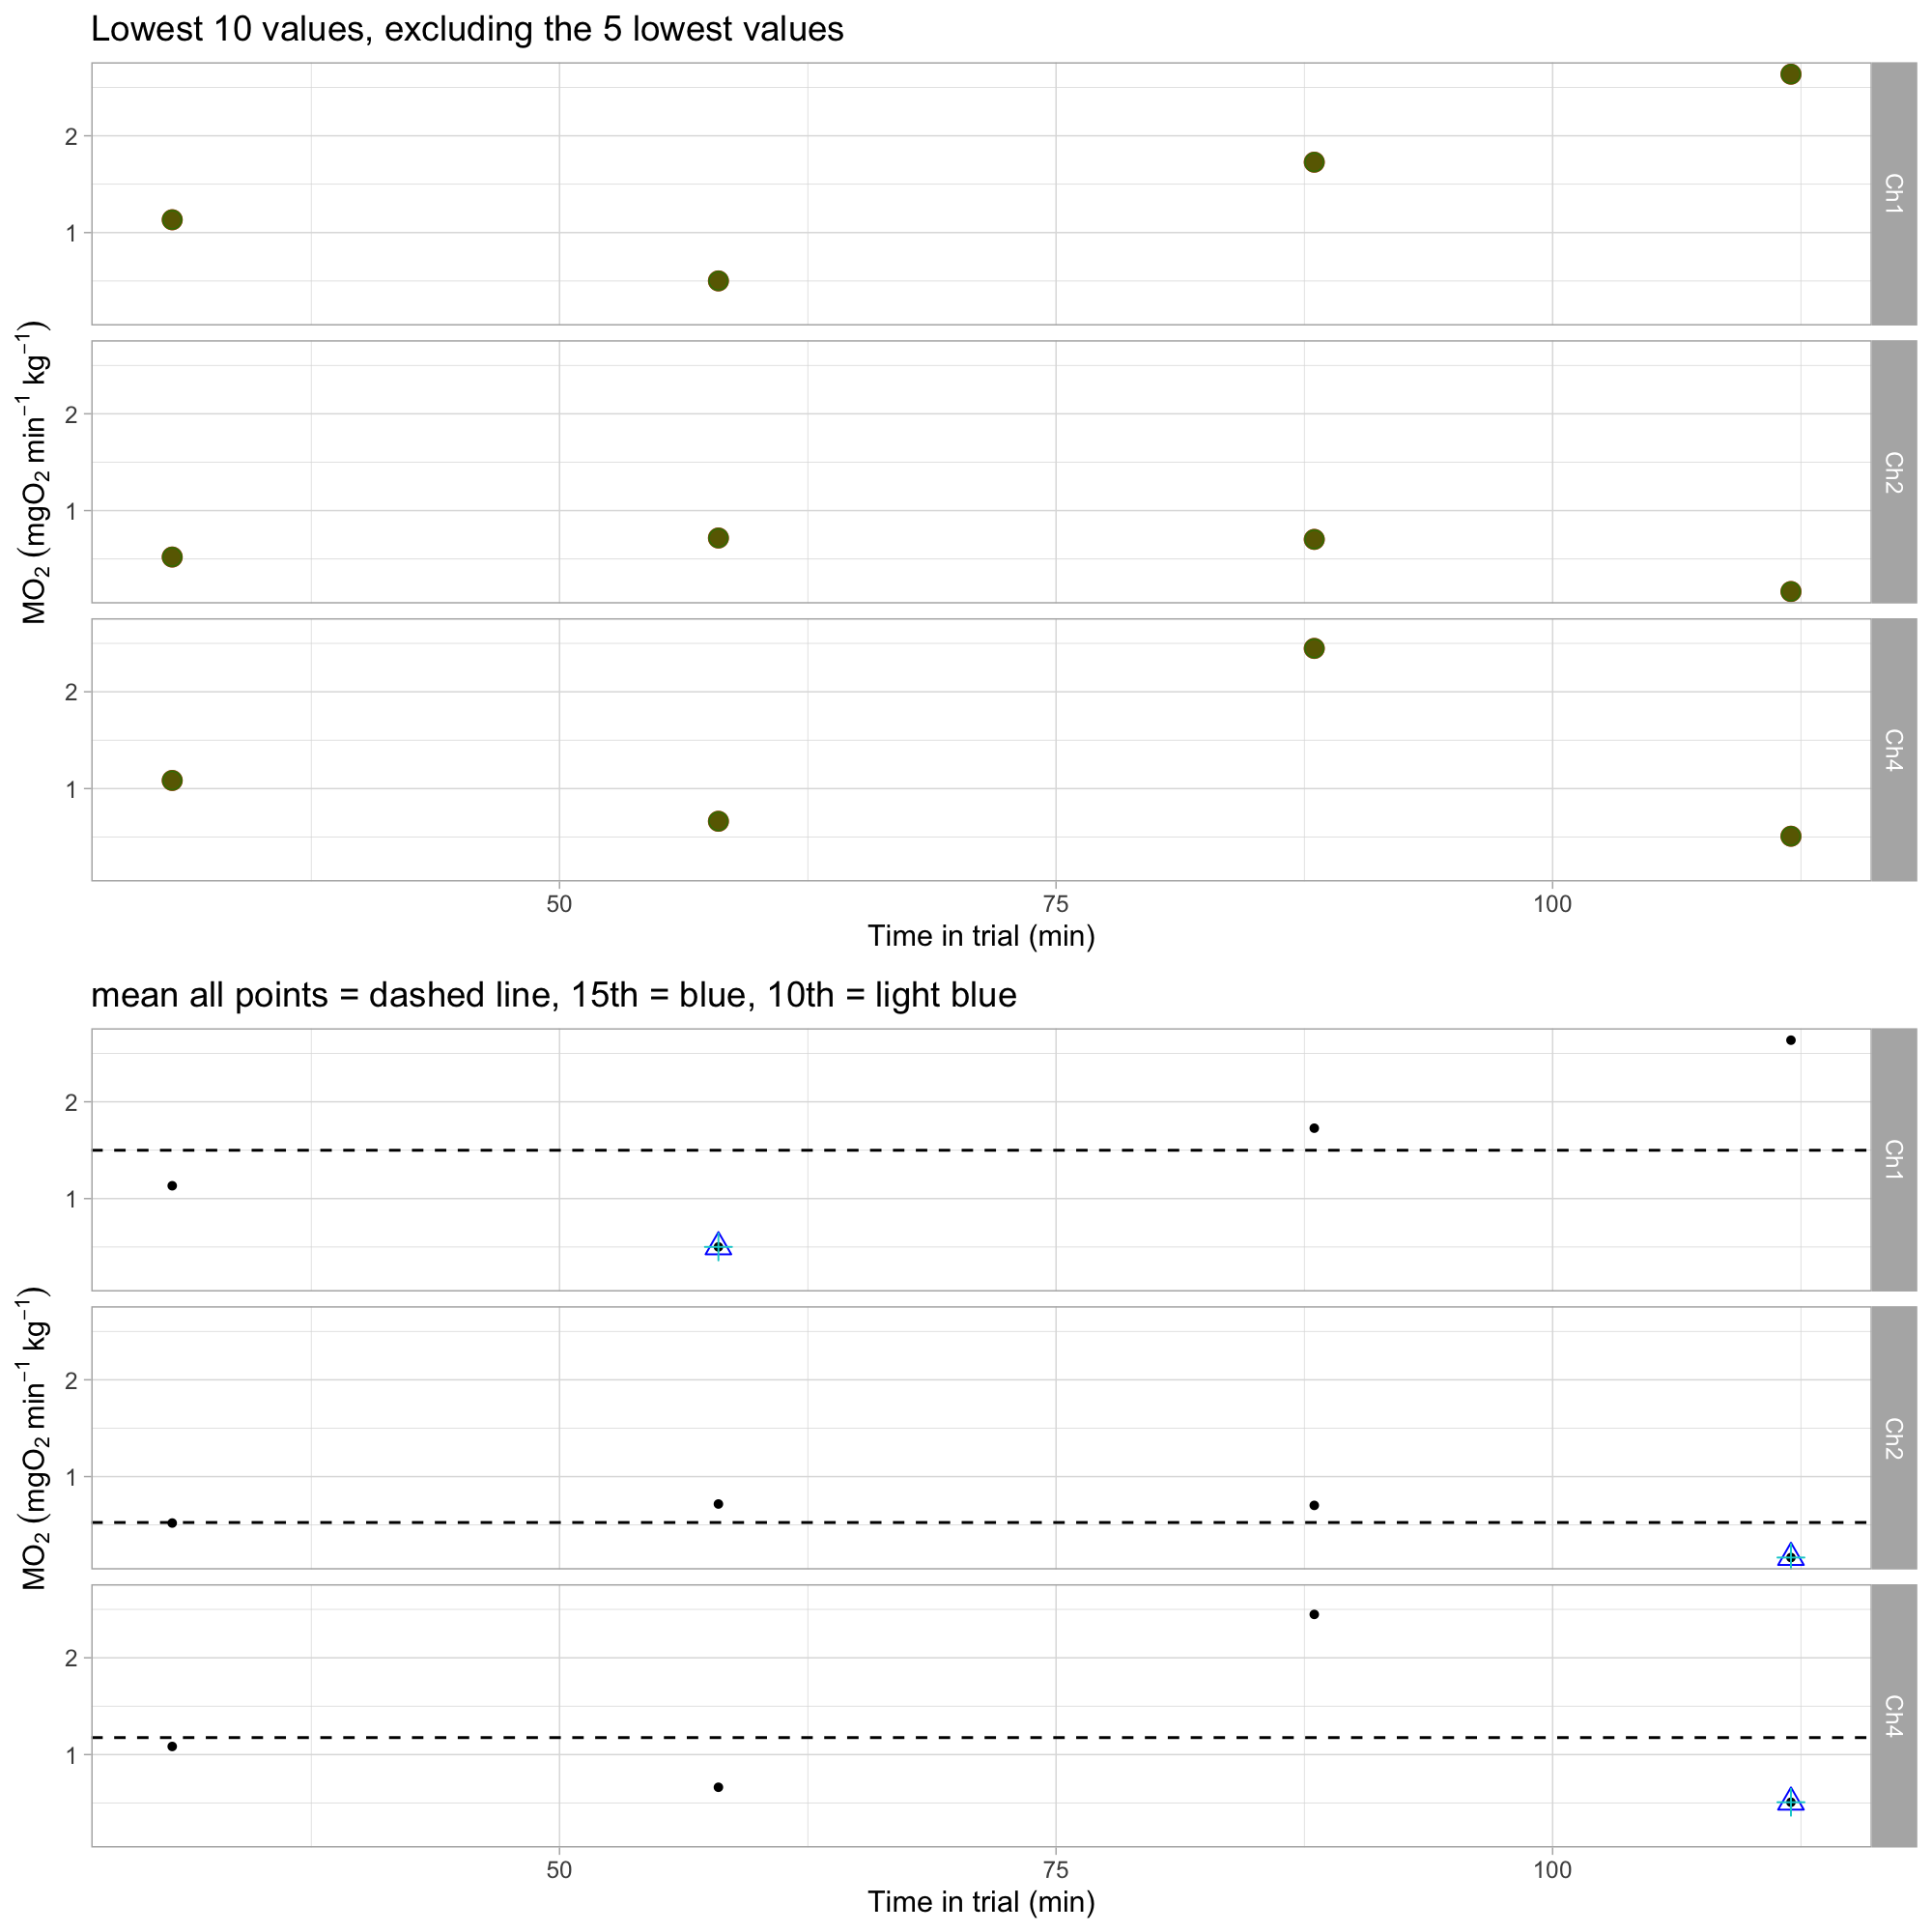 Lowest 10 values, excluding the 5 lowest values
2
1
Ch1
2
1
Ch2
2
1
Ch4
MO₂ (mgO₂ min⁻¹ kg⁻¹)
50 75 100
Time in trial (min)
mean all points = dashed line, 15th = blue, 10th = light blue
2
1
Ch1
2
1
Ch2
2
1
Ch4
MO₂ (mgO₂ min⁻¹ kg⁻¹)
50 75 100
Time in trial (min)